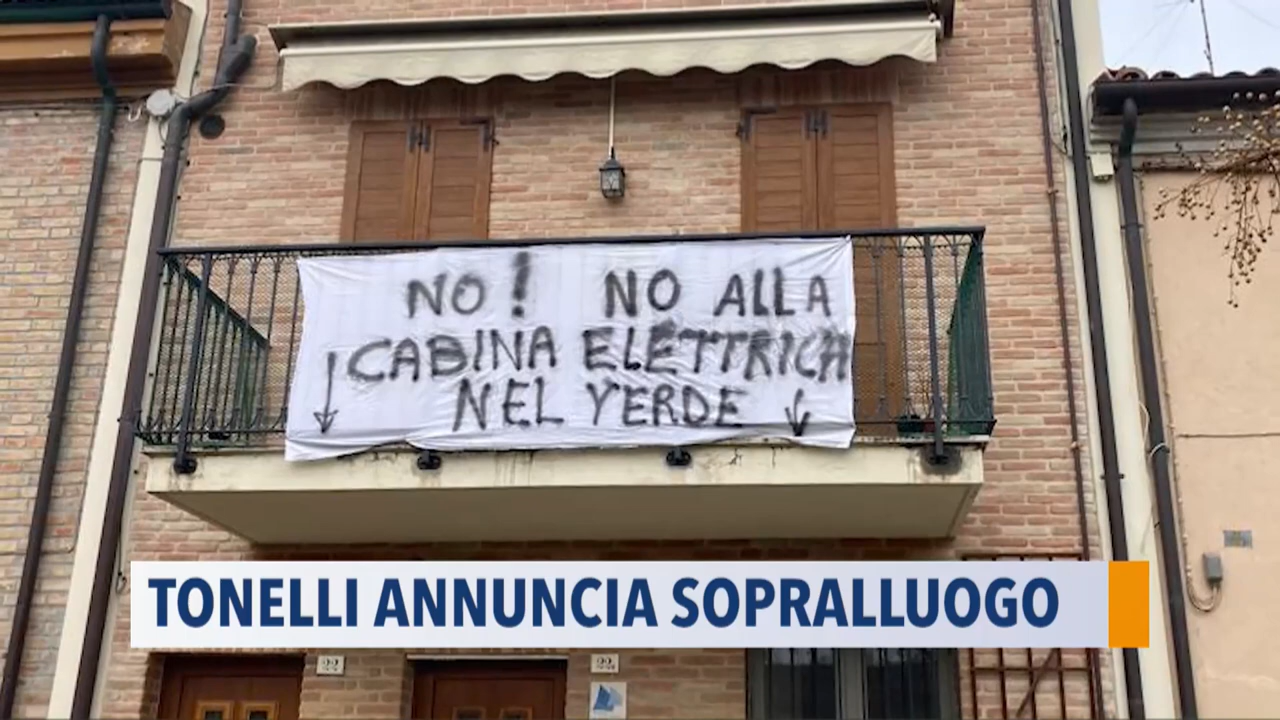 NO! NO ALLA
CABINA ELETTRICA
NEL VERDE
TONELLI ANNUNCIA SOPRALLUOGO
22 22